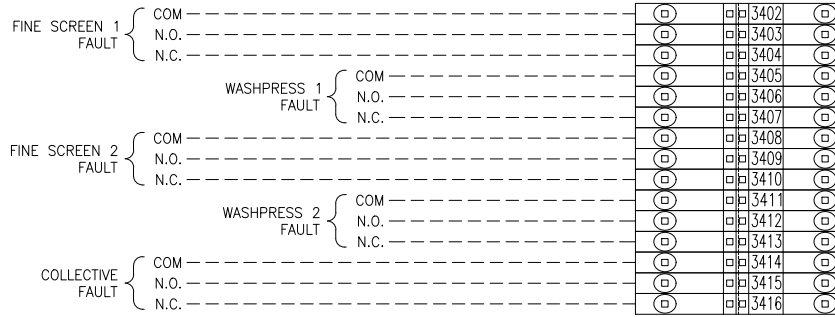 FINE SCREEN 1
FAULT
COM
N.O.
N.C.
3402
3403
3404
WASHPRESS 1
FAULT
COM
N.O.
N.C.
3405
3406
3407
FINE SCREEN 2
FAULT
COM
N.O.
N.C.
3408
3409
3410
WASHPRESS 2
FAULT
COM
N.O.
N.C.
3411
3412
3413
COLLECTIVE
FAULT
COM
N.O.
N.C.
3414
3415
3416